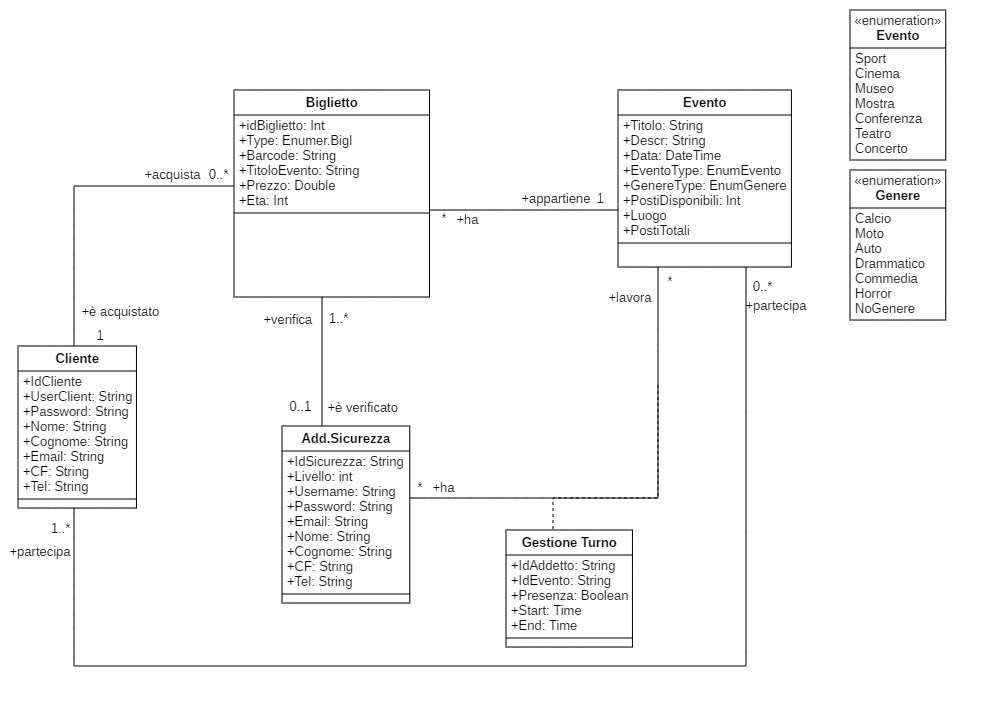 «enumeration»
Evento
Sport
Cinema
Museo
Mostra
Conferenza
Teatro
Concerto
Biglietto
+idBiglietto: Int
+Type: Enumer.Bigl
+Barcode: String
+TitoloEvento: String
+Prezzo: Double
+Eta: Int
Evento
+Titolo: String
+Descr: String
+Data: DateTime
+EventoType: EnumEvento
+GenereType: EnumGenere
+PostiDisponibili: Int
+Luogo
+PostiTotali
«enumeration»
Genere
Calcio
Moto
Auto
Drammatico
Commedia
Horror
NoGenere
+acquista 0..*
+appartiene 1
* +ha
*
+lavora
0..*
+partecipa
+è acquistato
1
+verifica
1..*
Cliente
+IdCliente
+UserClient: String
+Password: String
+Nome: String
+Cognome: String
+Email: String
+CF: String
+Tel: String
0..1
+è verificato
Add.Sicurezza
+IdSicurezza: String
+Livello: int
+Username: String
+Password: String
+Email: String
+Nome: String
+Cognome: String
+CF: String
+Tel: String
* +ha
1..*
+partecipa
Gestione Turno
+IdAddetto: String
+IdEvento: String
+Presenza: Boolean
+Start: Time
+End: Time